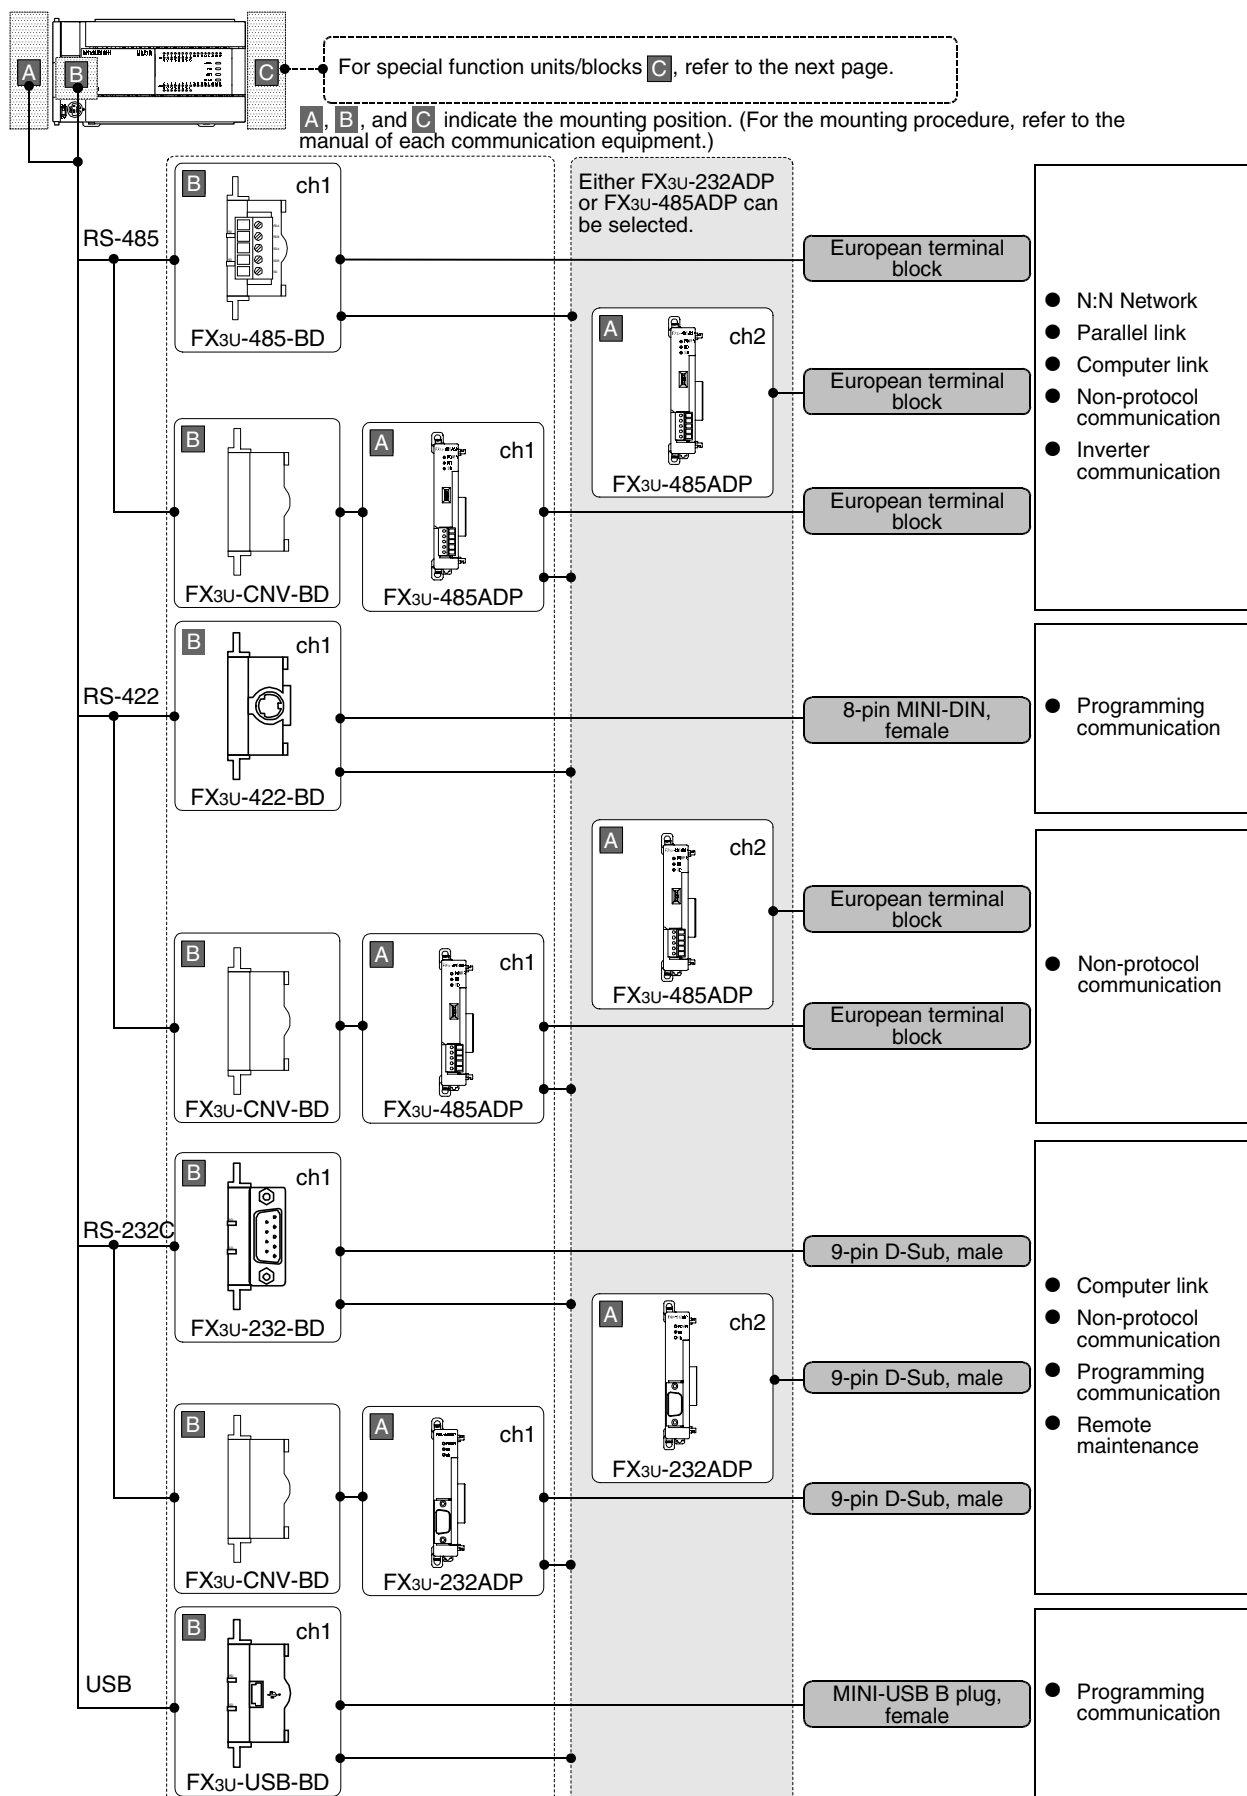 A
B
C
For special function units/blocks C, refer to the next page.
A, B, and C indicate the mounting position. (For the mounting procedure, refer to the
manual of each communication equipment.)
Either FX3U-232ADP
or FX3U-485ADP can
be selected.
RS-485
B
ch1
FX3U-485-BD
European terminal
block
A
ch2
FX3U-485ADP
European terminal
block
B
FX3U-CNV-BD
A
ch1
FX3U-485ADP
European terminal
block
● N:N Network
● Parallel link
● Computer link
● Non-protocol
communication
● Inverter
communication
RS-422
B
ch1
FX3U-422-BD
8-pin MINI-DIN,
female
● Programming
communication
A
ch2
FX3U-485ADP
European terminal
block
B
FX3U-CNV-BD
A
ch1
FX3U-485ADP
European terminal
block
● Non-protocol
communication
RS-232C
B
ch1
FX3U-232-BD
9-pin D-Sub, male
A
ch2
FX3U-232ADP
9-pin D-Sub, male
B
FX3U-CNV-BD
A
ch1
FX3U-232ADP
9-pin D-Sub, male
● Computer link
● Non-protocol
communication
● Programming
communication
● Remote
maintenance
USB
B
ch1
FX3U-USB-BD
MINI-USB B plug,
female
● Programming
communication